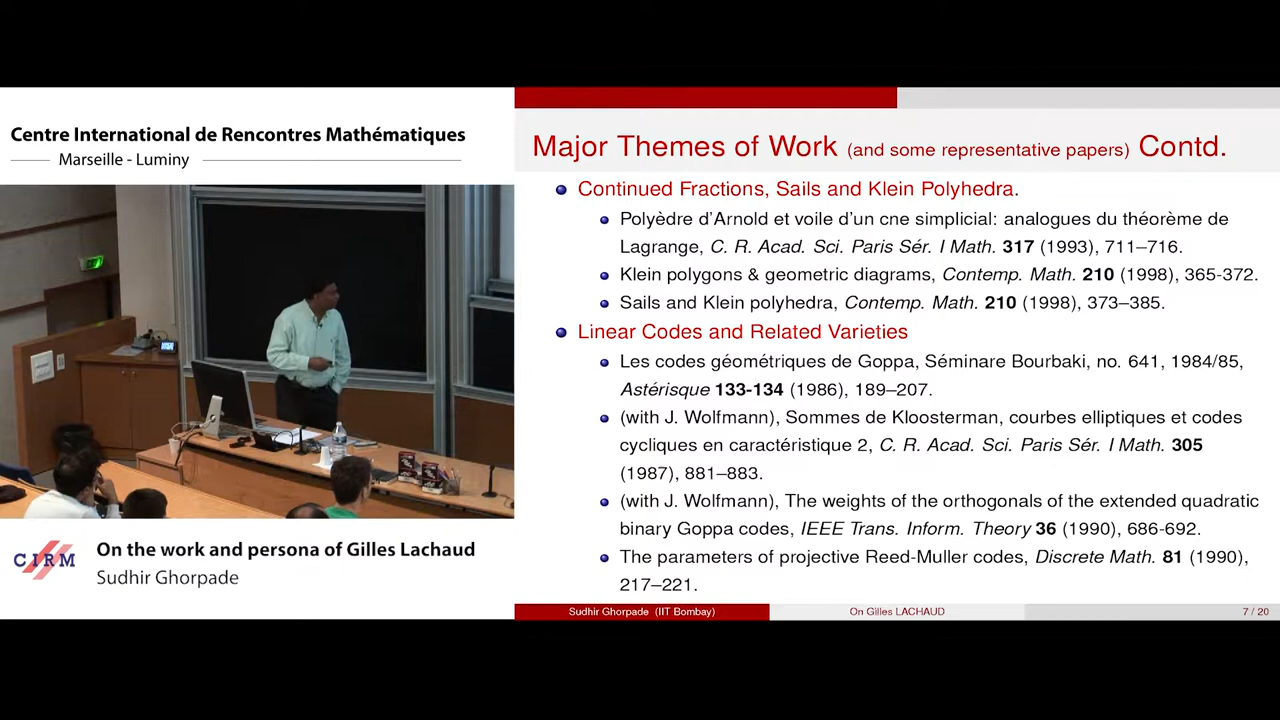 Centre International de Rencontres Mathématiques
Marseille - Luminy
Major Themes of Work (and some representative papers) Contd.
Continued Fractions, Sails and Klein Polyhedra.
Polyèdre d'Arnold et voile d'un cne simplicial: analogues du théorème de
Lagrange, C. R. Acad. Sci. Paris Sér. I Math. 317 (1993), 711–716.
Klein polygons & geometric diagrams, Contemp. Math. 210 (1998), 365-372.
Sails and Klein polyhedra, Contemp. Math. 210 (1998), 373–385.
Linear Codes and Related Varieties
Les codes géométriques de Goppa, Séminare Bourbaki, no. 641, 1984/85,
Astérisque 133-134 (1986), 189–207.
(with J. Wolfmann), Sommes de Kloosterman, courbes elliptiques et codes
cycliques en caractéristique 2, C. R. Acad. Sci. Paris Sér. I Math. 305
(1987), 881–883.
(with J. Wolfmann), The weights of the orthogonals of the extended quadratic
binary Goppa codes, IEEE Trans. Inform. Theory 36 (1990), 686-692.
The parameters of projective Reed-Muller codes, Discrete Math. 81 (1990),
217–221.
CIRM
On the work and persona of Gilles Lachaud
Sudhir Ghorpade
Sudhir Ghorpade (IIT Bombay)
On Gilles LACHAUD
7 / 20